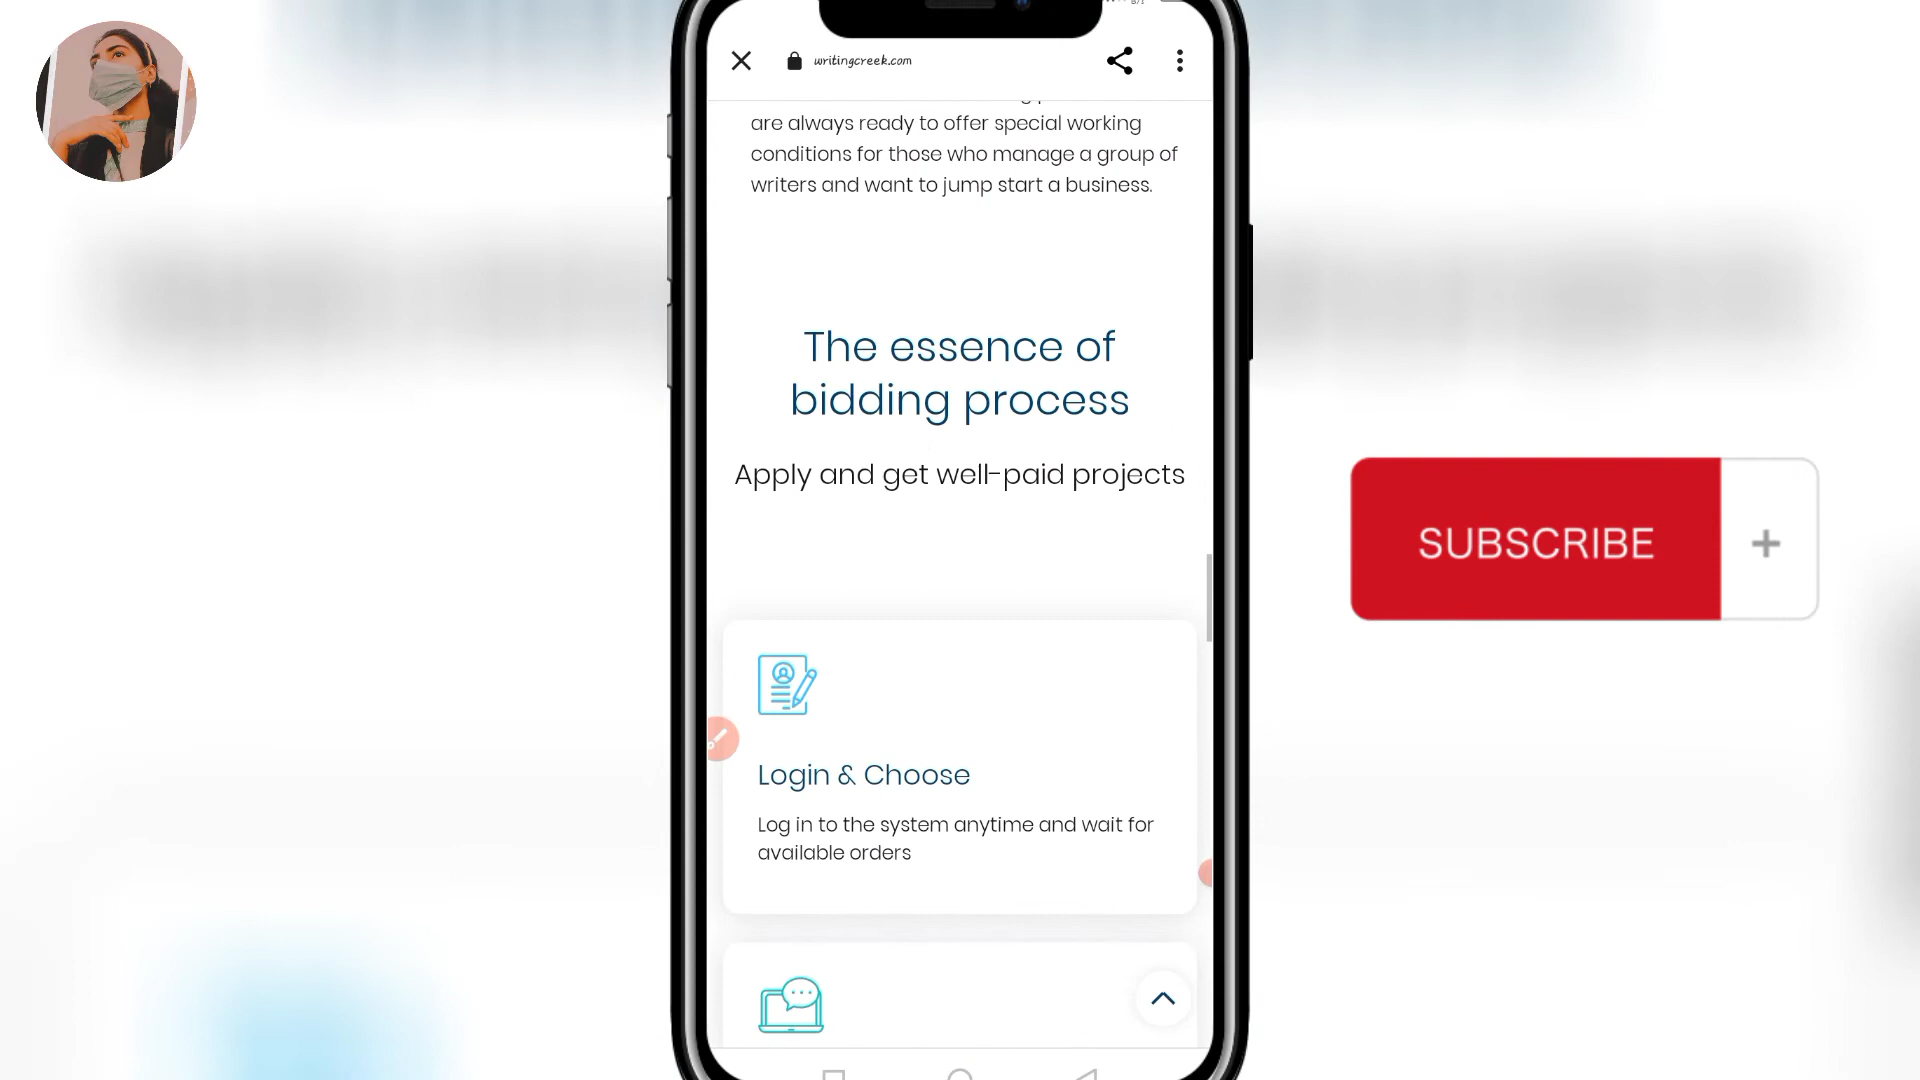 writingcreek.com
are always ready to offer special working
conditions for those who manage a group of
writers and want to jump start a business.
The essence of
bidding process
Apply and get well-paid projects
SUBSCRIBE +
Login & Choose
Log in to the system anytime and wait for
available orders